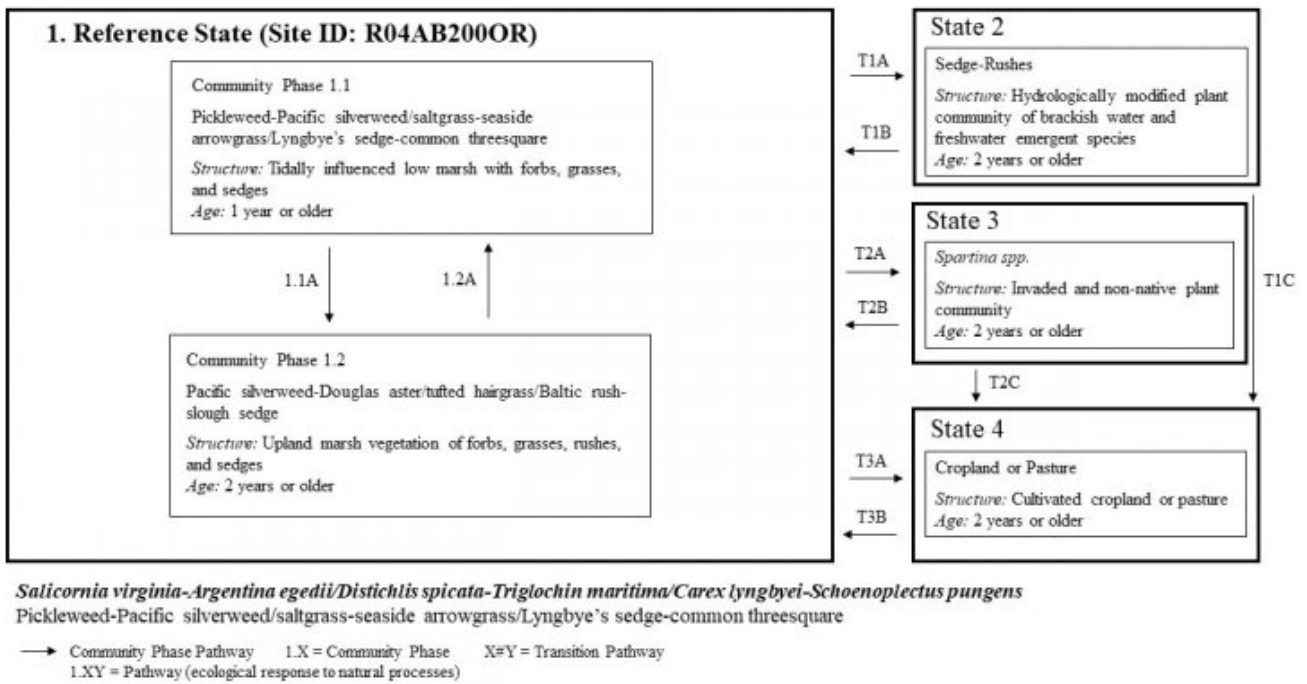 1. Reference State (Site ID: R04AB200OR)
Community Phase 1.1
Pickleweed-Pacific silverweed/saltgrass-seaside
arrowgrass/Lyngbye's sedge-common threesquare
Structure: Tidally influenced low marsh with forbs, grasses,
and sedges
Age: 1 year or older
1.1A
1.2A
Community Phase 1.2
Pacific silverweed-Douglas aster/tufted hairgrass/Baltic rush-
slough sedge
Structure: Upland marsh vegetation of forbs, grasses, rushes,
and sedges
Age: 2 years or older
T1A
T1B
State 2
Sedge-Rushes
Structure: Hydrologically modified plant
community of brackish water and
freshwater emergent species
Age: 2 years or older
T2A
T2B
State 3
Spartina spp.
Structure: Invaded and non-native plant
community
Age: 2 years or older
T1C
T2C
T3A
T3B
State 4
Cropland or Pasture
Structure: Cultivated cropland or pasture
Age: 2 years or older
Salicornia virginia-Argentina egedii/Distichlis spicata-Triglochin maritima/Carex lyngbyei-Schoenoplectus pungens
Pickleweed-Pacific silverweed/saltgrass-seaside arrowgrass/Lyngbye's sedge-common threesquare
Community Phase Pathway 1.X = Community Phase X#Y = Transition Pathway
1.XY = Pathway (ecological response to natural processes)